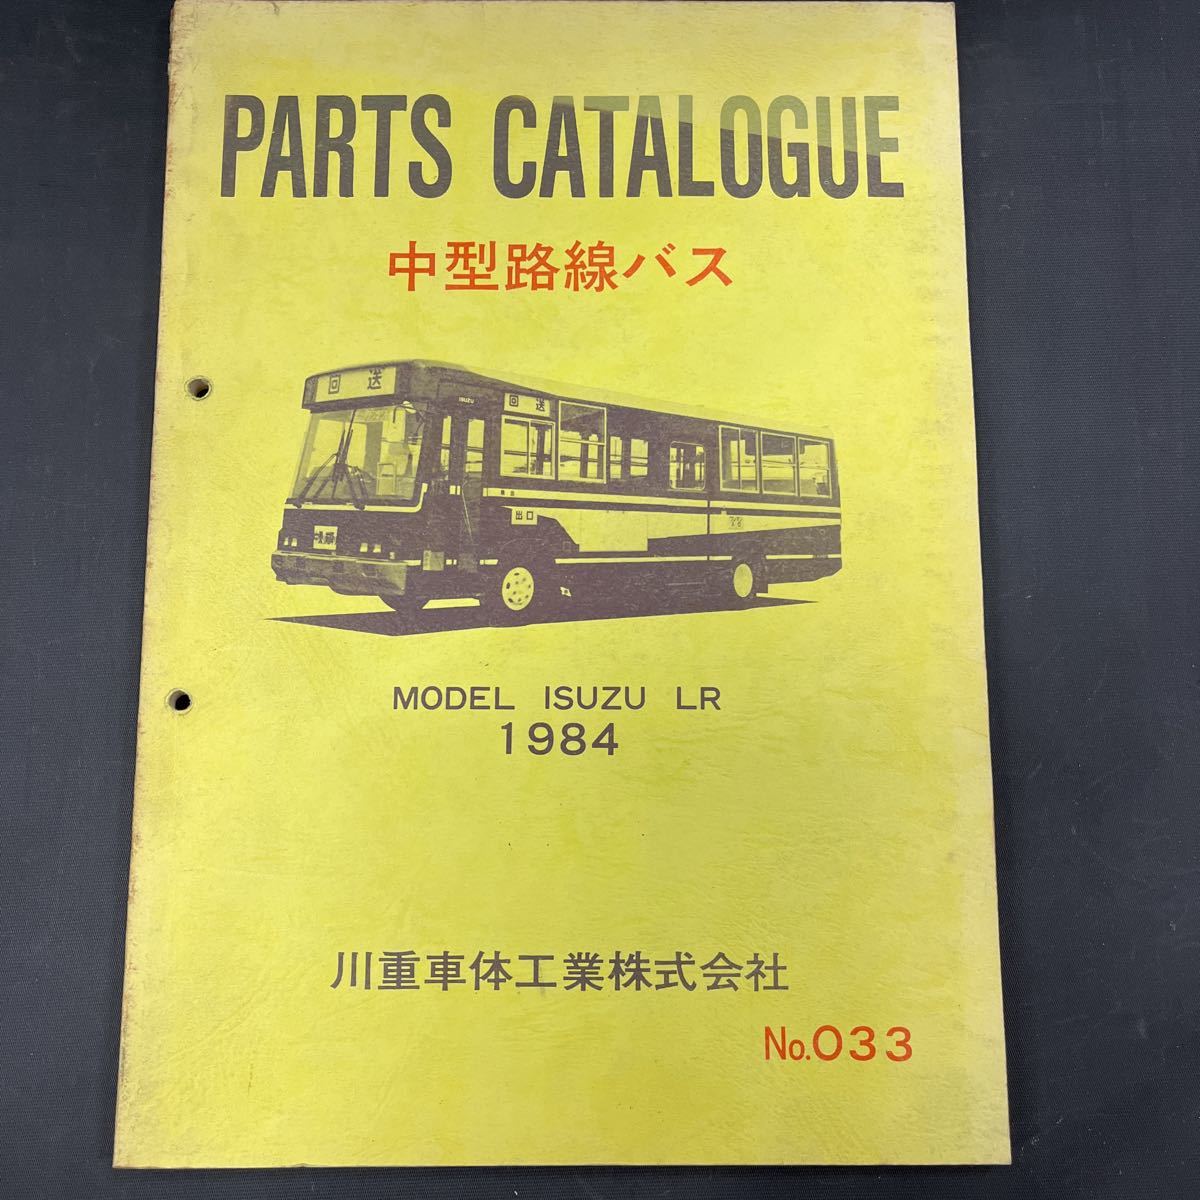 PARTS CATALOGUE
中型路線バス
回送
ISUZU
回送
出口
MODEL ISUZU LR
1984
川重車体工業株式会社
No.033